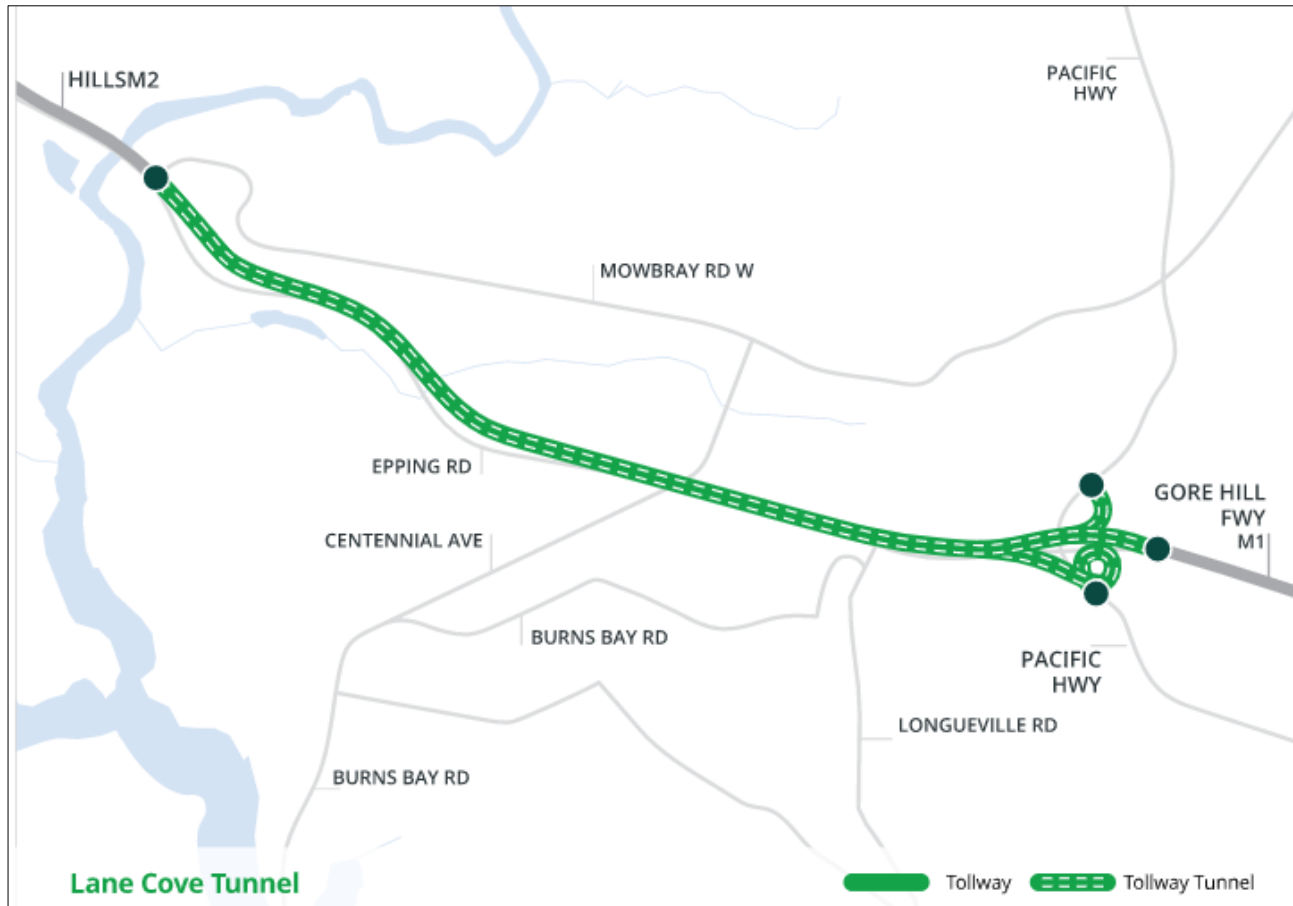 HILLSM2
PACIFIC
HWY
MOWBRAY RD W
EPPING RD
GORE HILL
FWY
M1
CENTENNIAL AVE
BURNS BAY RD
PACIFIC
HWY
LONGUEVILLE RD
BURNS BAY RD
Lane Cove Tunnel
Tollway
Tollway Tunnel